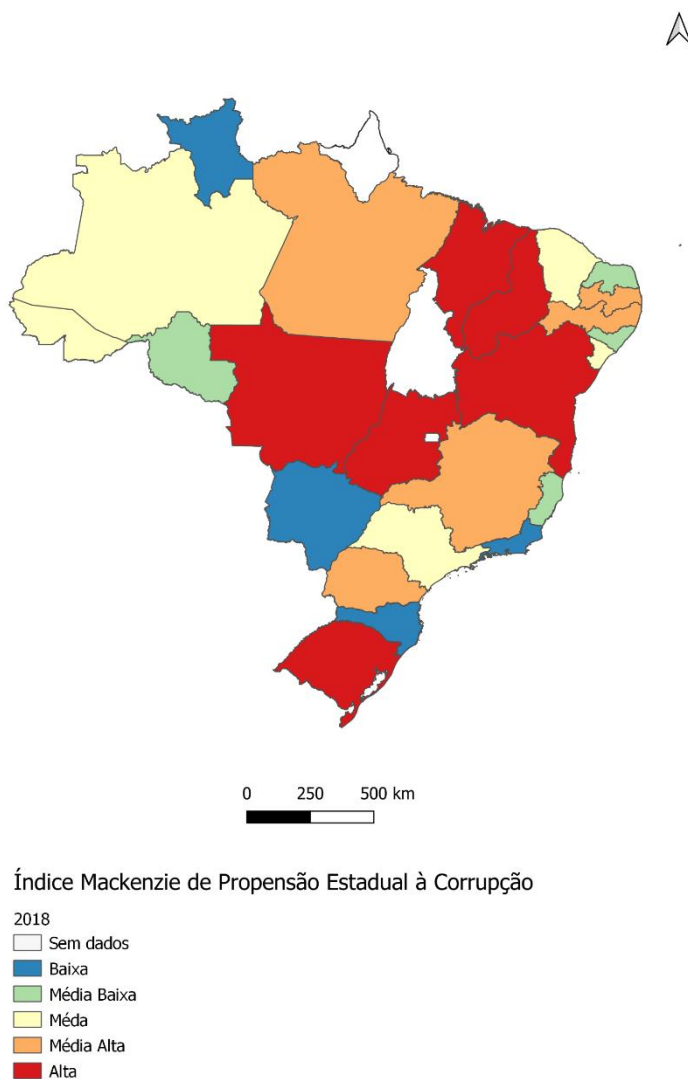 0 250 500 km
Índice Mackenzie de Propensão Estadual à Corrupção
2018
Sem dados
Baixa
Média Baixa
Méda
Média Alta
Alta